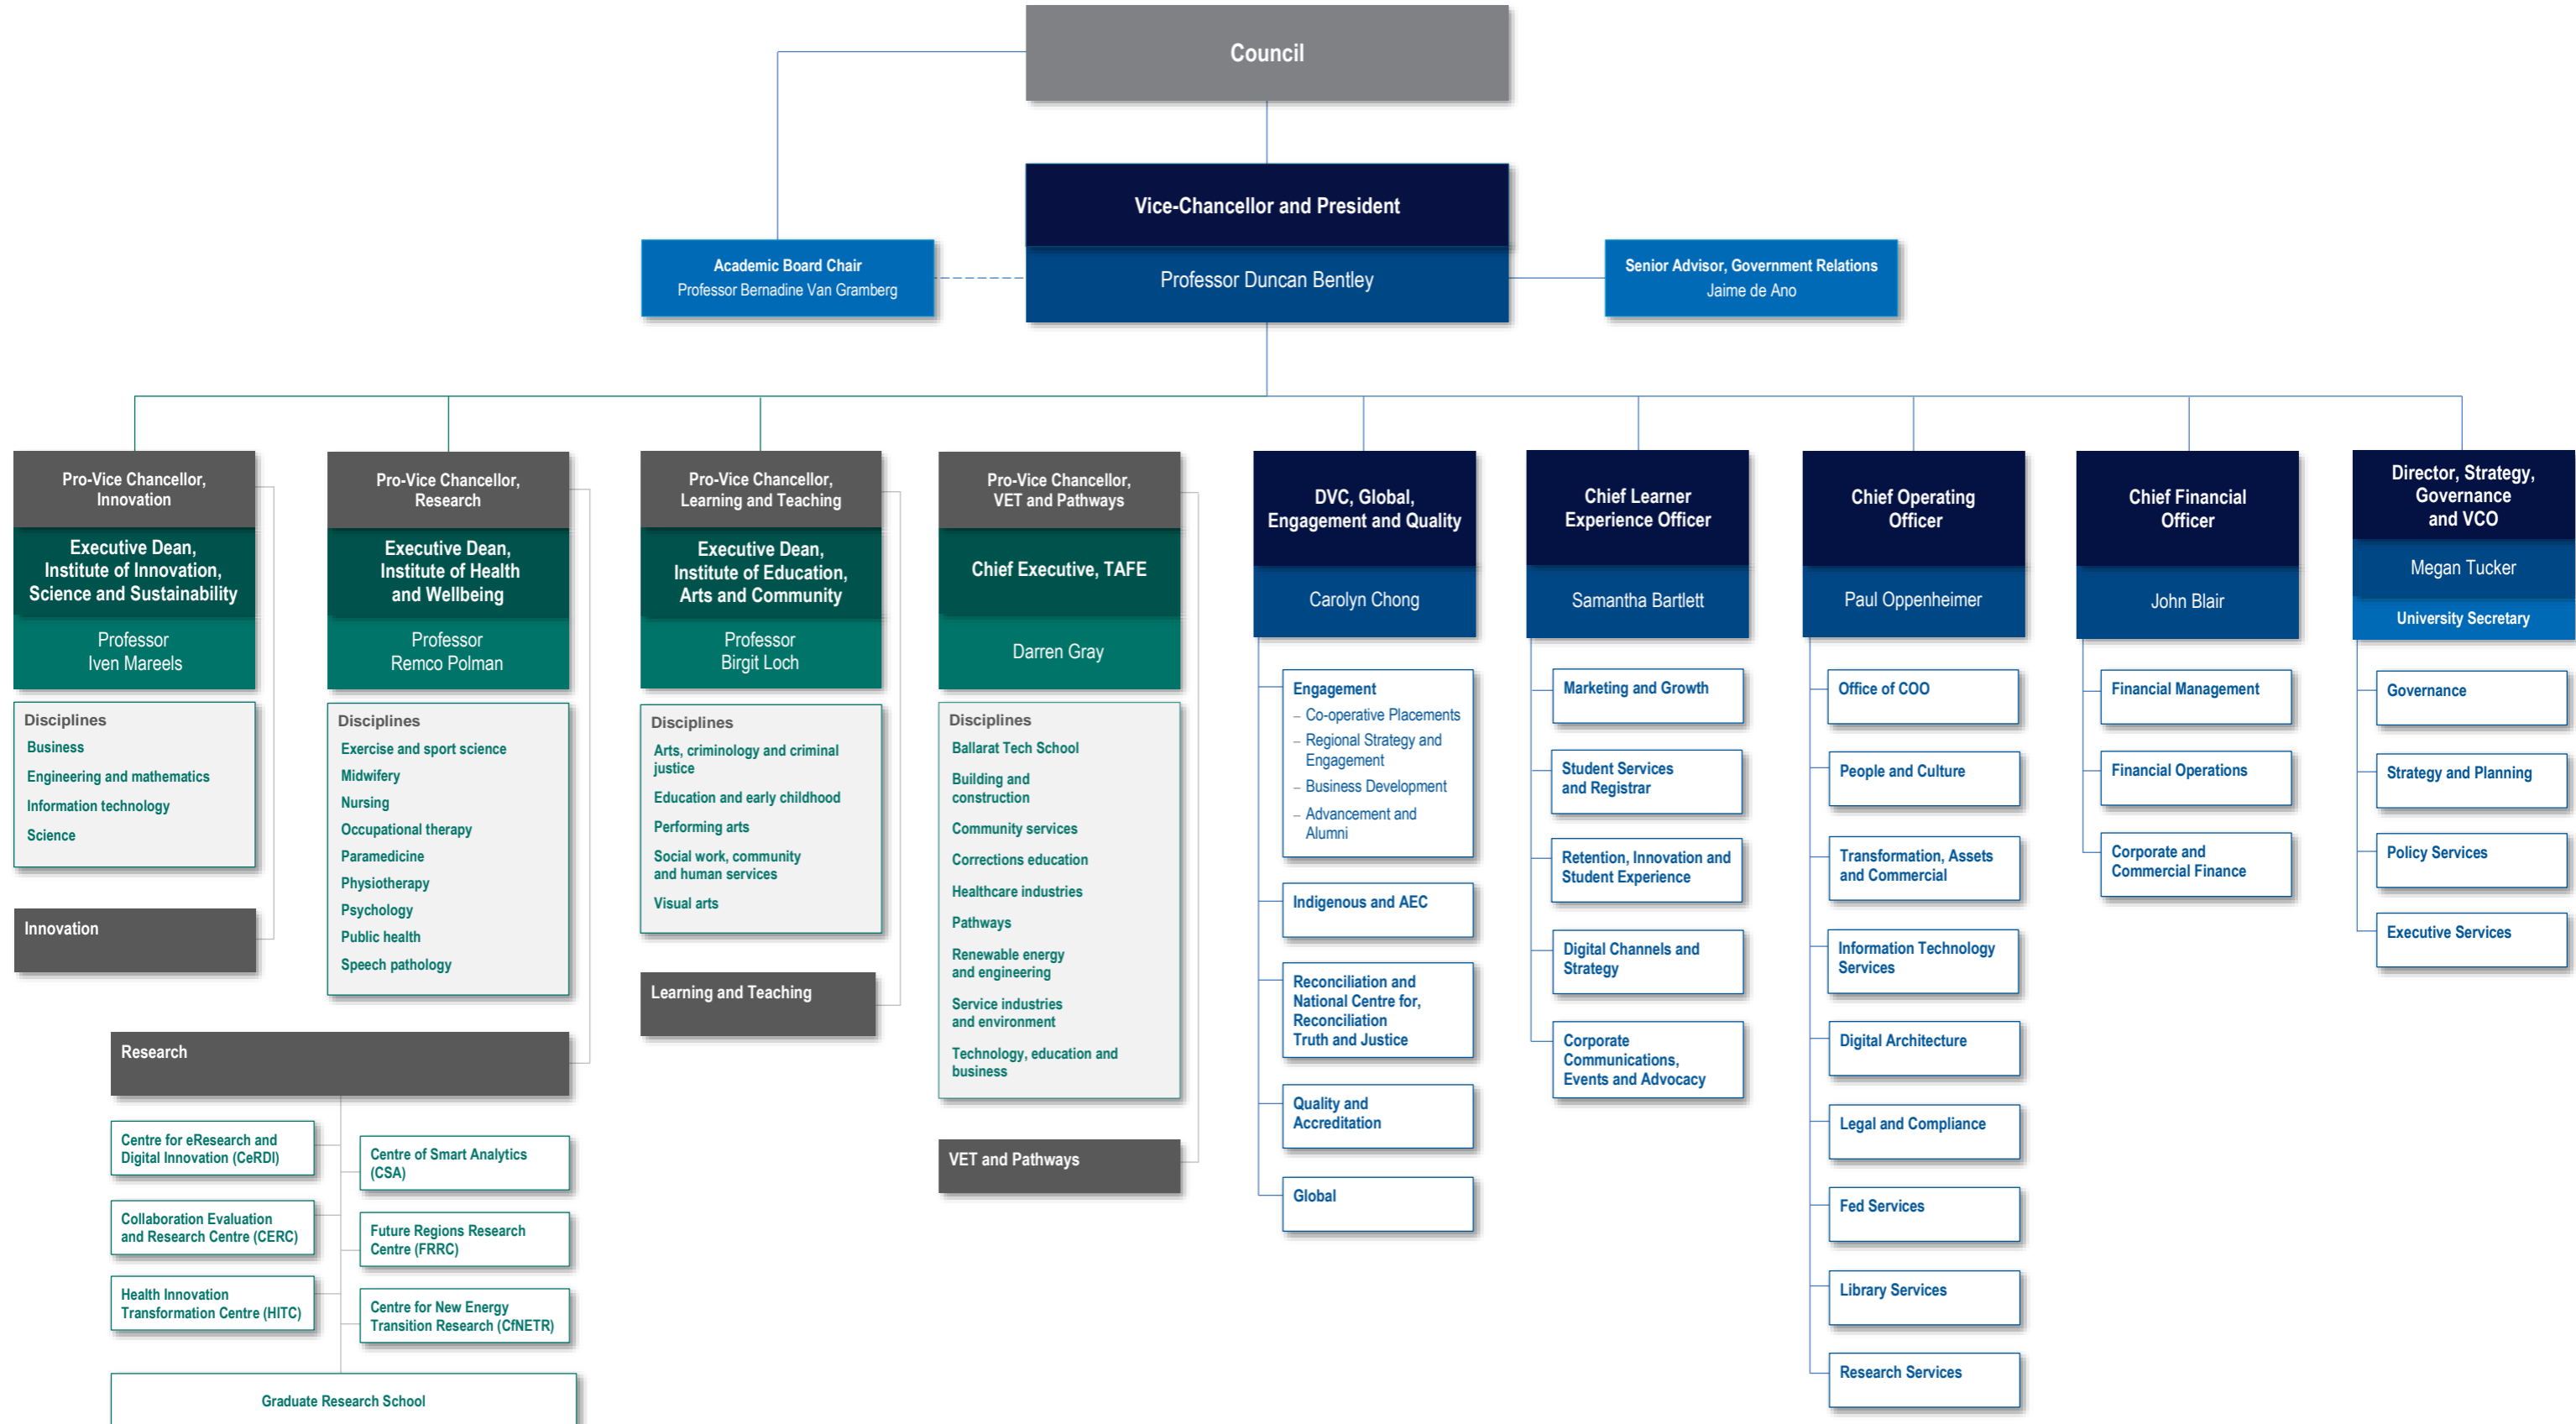 Council
Vice-Chancellor and President
Professor Duncan Bentley
Academic Board Chair
Professor Bernadine Van Gramberg
Senior Advisor, Government Relations
Jaime de Ano
Pro-Vice Chancellor,
Innovation
Executive Dean,
Institute of Innovation,
Science and Sustainability
Professor
Iven Mareels
Disciplines
Business
Engineering and mathematics
Information technology
Science
Innovation
Pro-Vice Chancellor,
Research
Executive Dean,
Institute of Health
and Wellbeing
Professor
Remco Polman
Disciplines
Exercise and sport science
Midwifery
Nursing
Occupational therapy
Paramedicine
Physiotherapy
Psychology
Public health
Speech pathology
Research
Centre for eResearch and
Digital Innovation (CeRDI)
Centre of Smart Analytics
(CSA)
Collaboration Evaluation
and Research Centre (CERC)
Future Regions Research
Centre (FRRC)
Health Innovation
Transformation Centre (HITC)
Centre for New Energy
Transition Research (CfNETR)
Graduate Research School
Pro-Vice Chancellor,
Learning and Teaching
Executive Dean,
Institute of Education,
Arts and Community
Professor
Birgit Loch
Disciplines
Arts, criminology and criminal
justice
Education and early childhood
Performing arts
Social work, community
and human services
Visual arts
Learning and Teaching
Pro-Vice Chancellor,
VET and Pathways
Chief Executive, TAFE
Darren Gray
Disciplines
Ballarat Tech School
Building and
construction
Community services
Corrections education
Healthcare industries
Pathways
Renewable energy
and engineering
Service industries
and environment
Technology, education and
business
VET and Pathways
DVC, Global,
Engagement and Quality
Carolyn Chong
Engagement
– Co-operative Placements
– Regional Strategy and
Engagement
– Business Development
– Advancement and
Alumni
Indigenous and AEC
Reconciliation and
National Centre for,
Reconciliation
Truth and Justice
Quality and
Accreditation
Global
Chief Learner
Experience Officer
Samantha Bartlett
Marketing and Growth
Student Services
and Registrar
Retention, Innovation and
Student Experience
Digital Channels and
Strategy
Corporate
Communications,
Events and Advocacy
Chief Operating
Officer
Paul Oppenheimer
Office of COO
People and Culture
Transformation, Assets
and Commercial
Information Technology
Services
Digital Architecture
Legal and Compliance
Fed Services
Library Services
Research Services
Chief Financial
Officer
John Blair
Financial Management
Financial Operations
Corporate and
Commercial Finance
Director, Strategy,
Governance
and VCO
Megan Tucker
University Secretary
Governance
Strategy and Planning
Policy Services
Executive Services